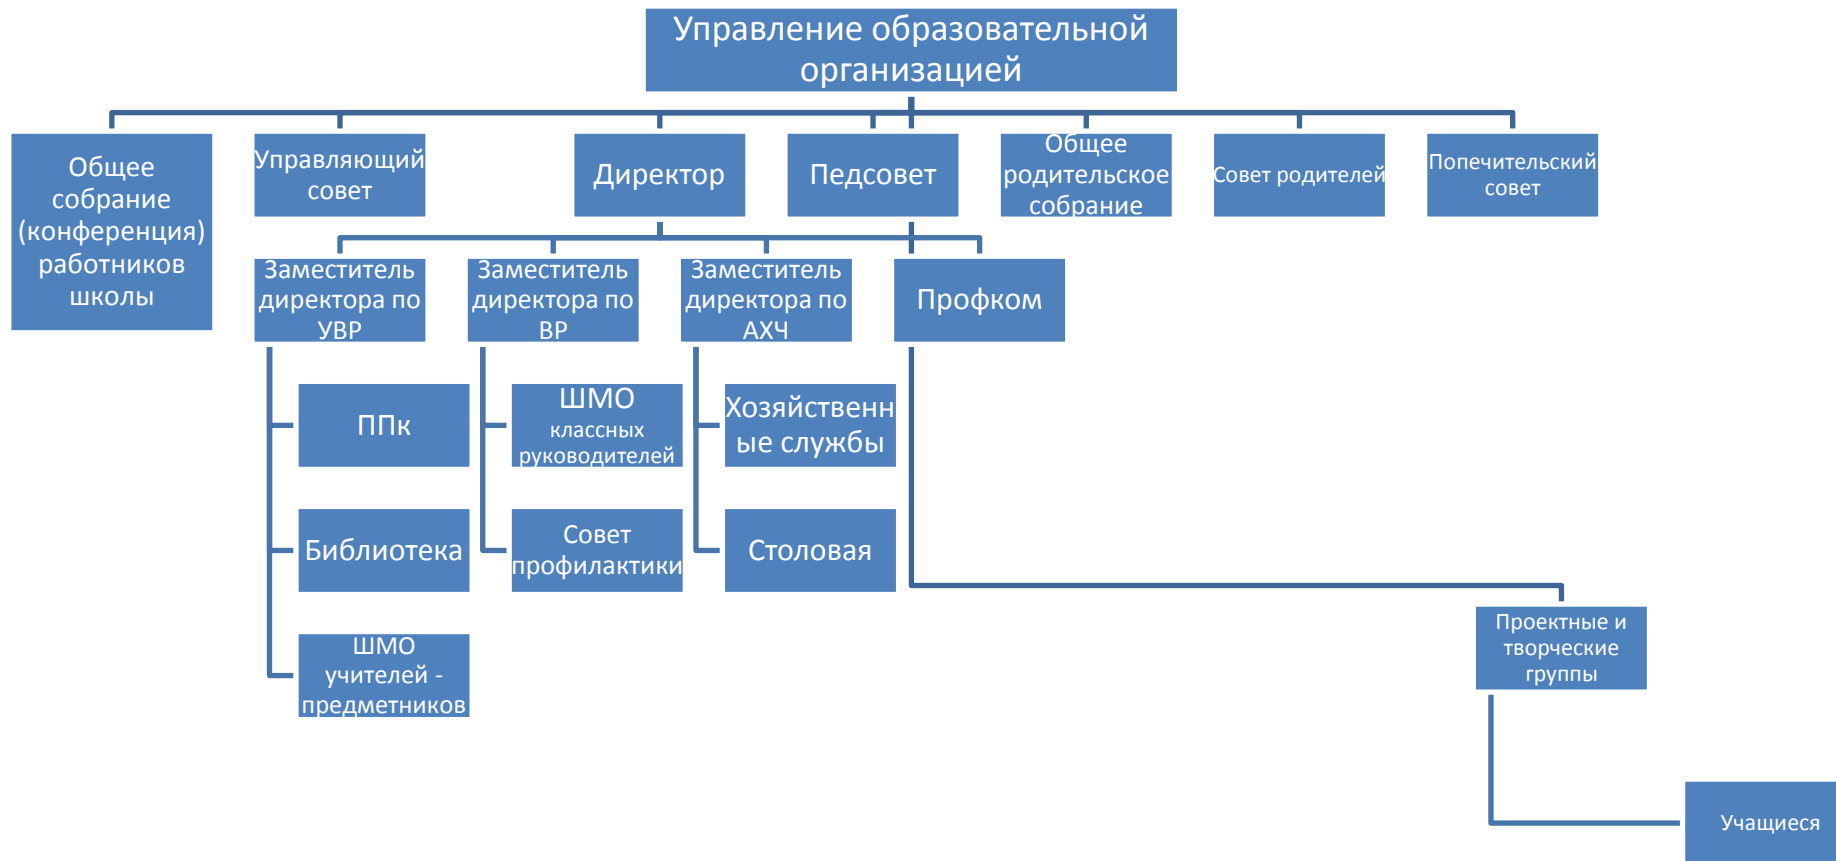 Управление образовательной
организацией
Общее
собрание
(конференция)
работников
школы
Управляющий
совет
Директор
Педсовет
Общее
родительское
собрание
Совет родителей
Попечительский
совет
Заместитель
директора по
УВР
Заместитель
директора по
ВР
Заместитель
директора по
АХЧ
Профком
ППк
ШМО
классных
руководителей
Хозяйственн
ые службы
Библиотека
Совет
профилактики
Столовая
ШМО
учителей -
предметников
Проектные и
творческие
группы
Учащиеся